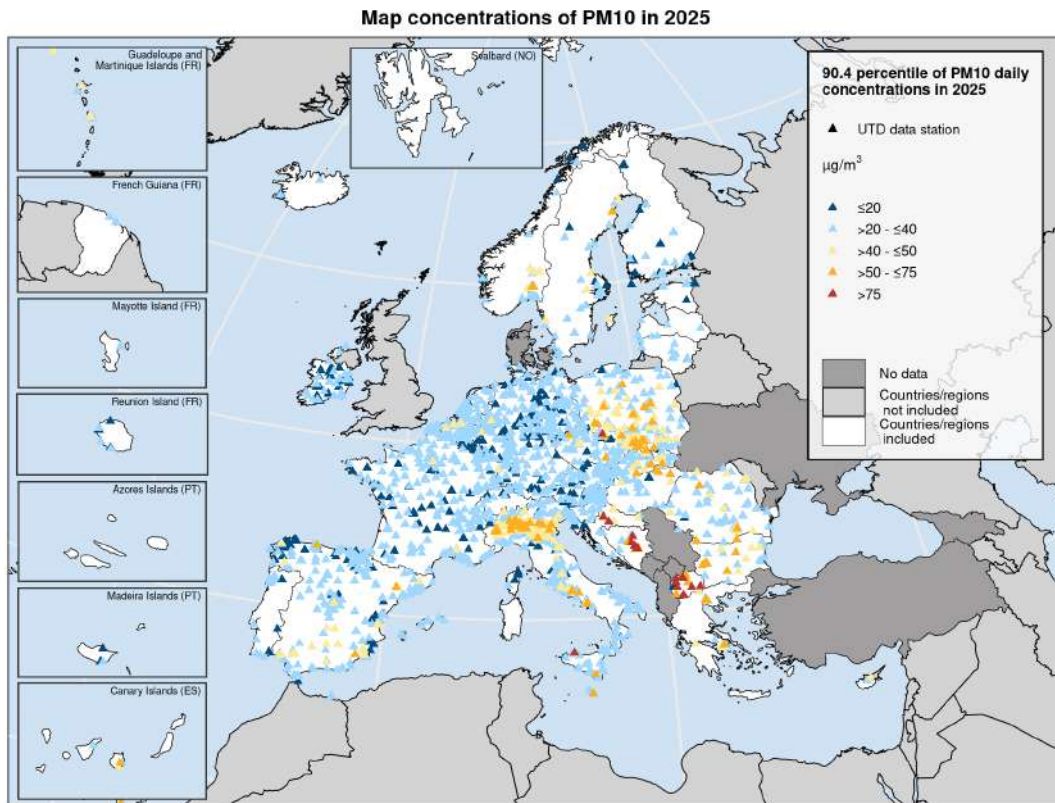 Map concentrations of PM10 in 2025
Guadeloupe and
Martinique Islands (FR)
Svalbard (NO)
French Guiana (FR)
Mayotte Island (FR)
Reunion Island (FR)
Azores Islands (PT)
Madeira Islands (PT)
Canary Islands (ES)
90.4 percentile of PM10 daily
concentrations in 2025
UTD data station
µg/m³
≤20
>20 - ≤40
>40 - ≤50
>50 - ≤75
>75
No data
Countries/regions
not included
Countries/regions
included